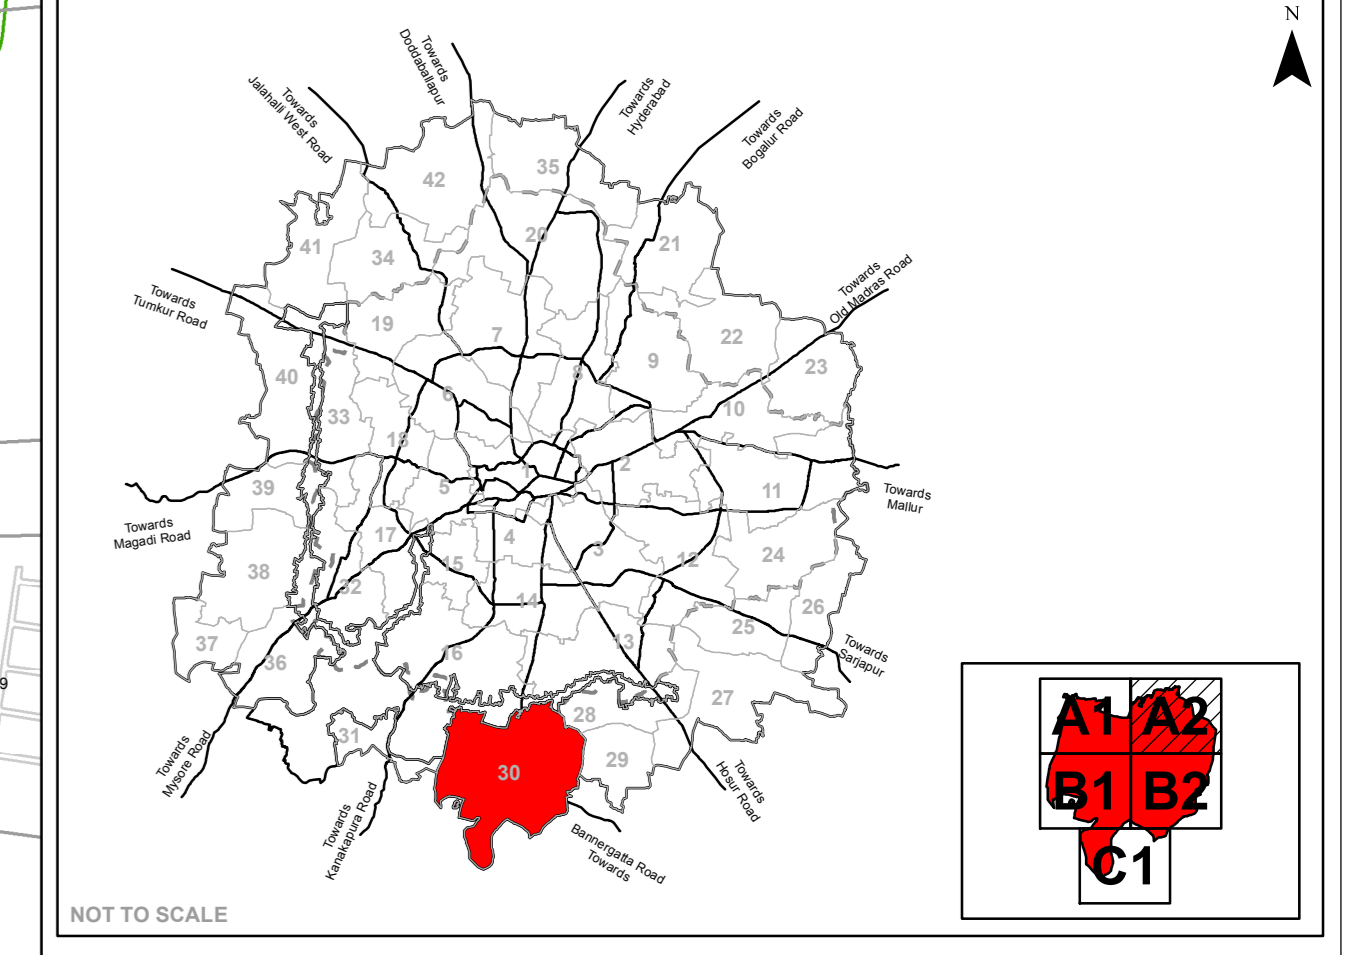 N
Towards
Doddaballapur
Towards
Jalahalli West Road
Towards
Hyderabad
Towards
Bogalur Road
42
35
20
21
41
34
Towards
Old Madras Road
Towards
Tumkur Road
19
7
22
9
23
8
40
6
10
33
18
1
2
5
39
11
Towards
Mallur
Towards
Magadi Road
17
4
3
15
12
24
38
32
14
26
25
13
37
36
16
Towards
Sarjapur
27
28
31
30
29
Towards
Mysore Road
Towards
Kanakapura Road
Towards
Hosur Road
Bannergatta Road
Towards
A1
A2
B1
B2
C1
NOT TO SCALE
9